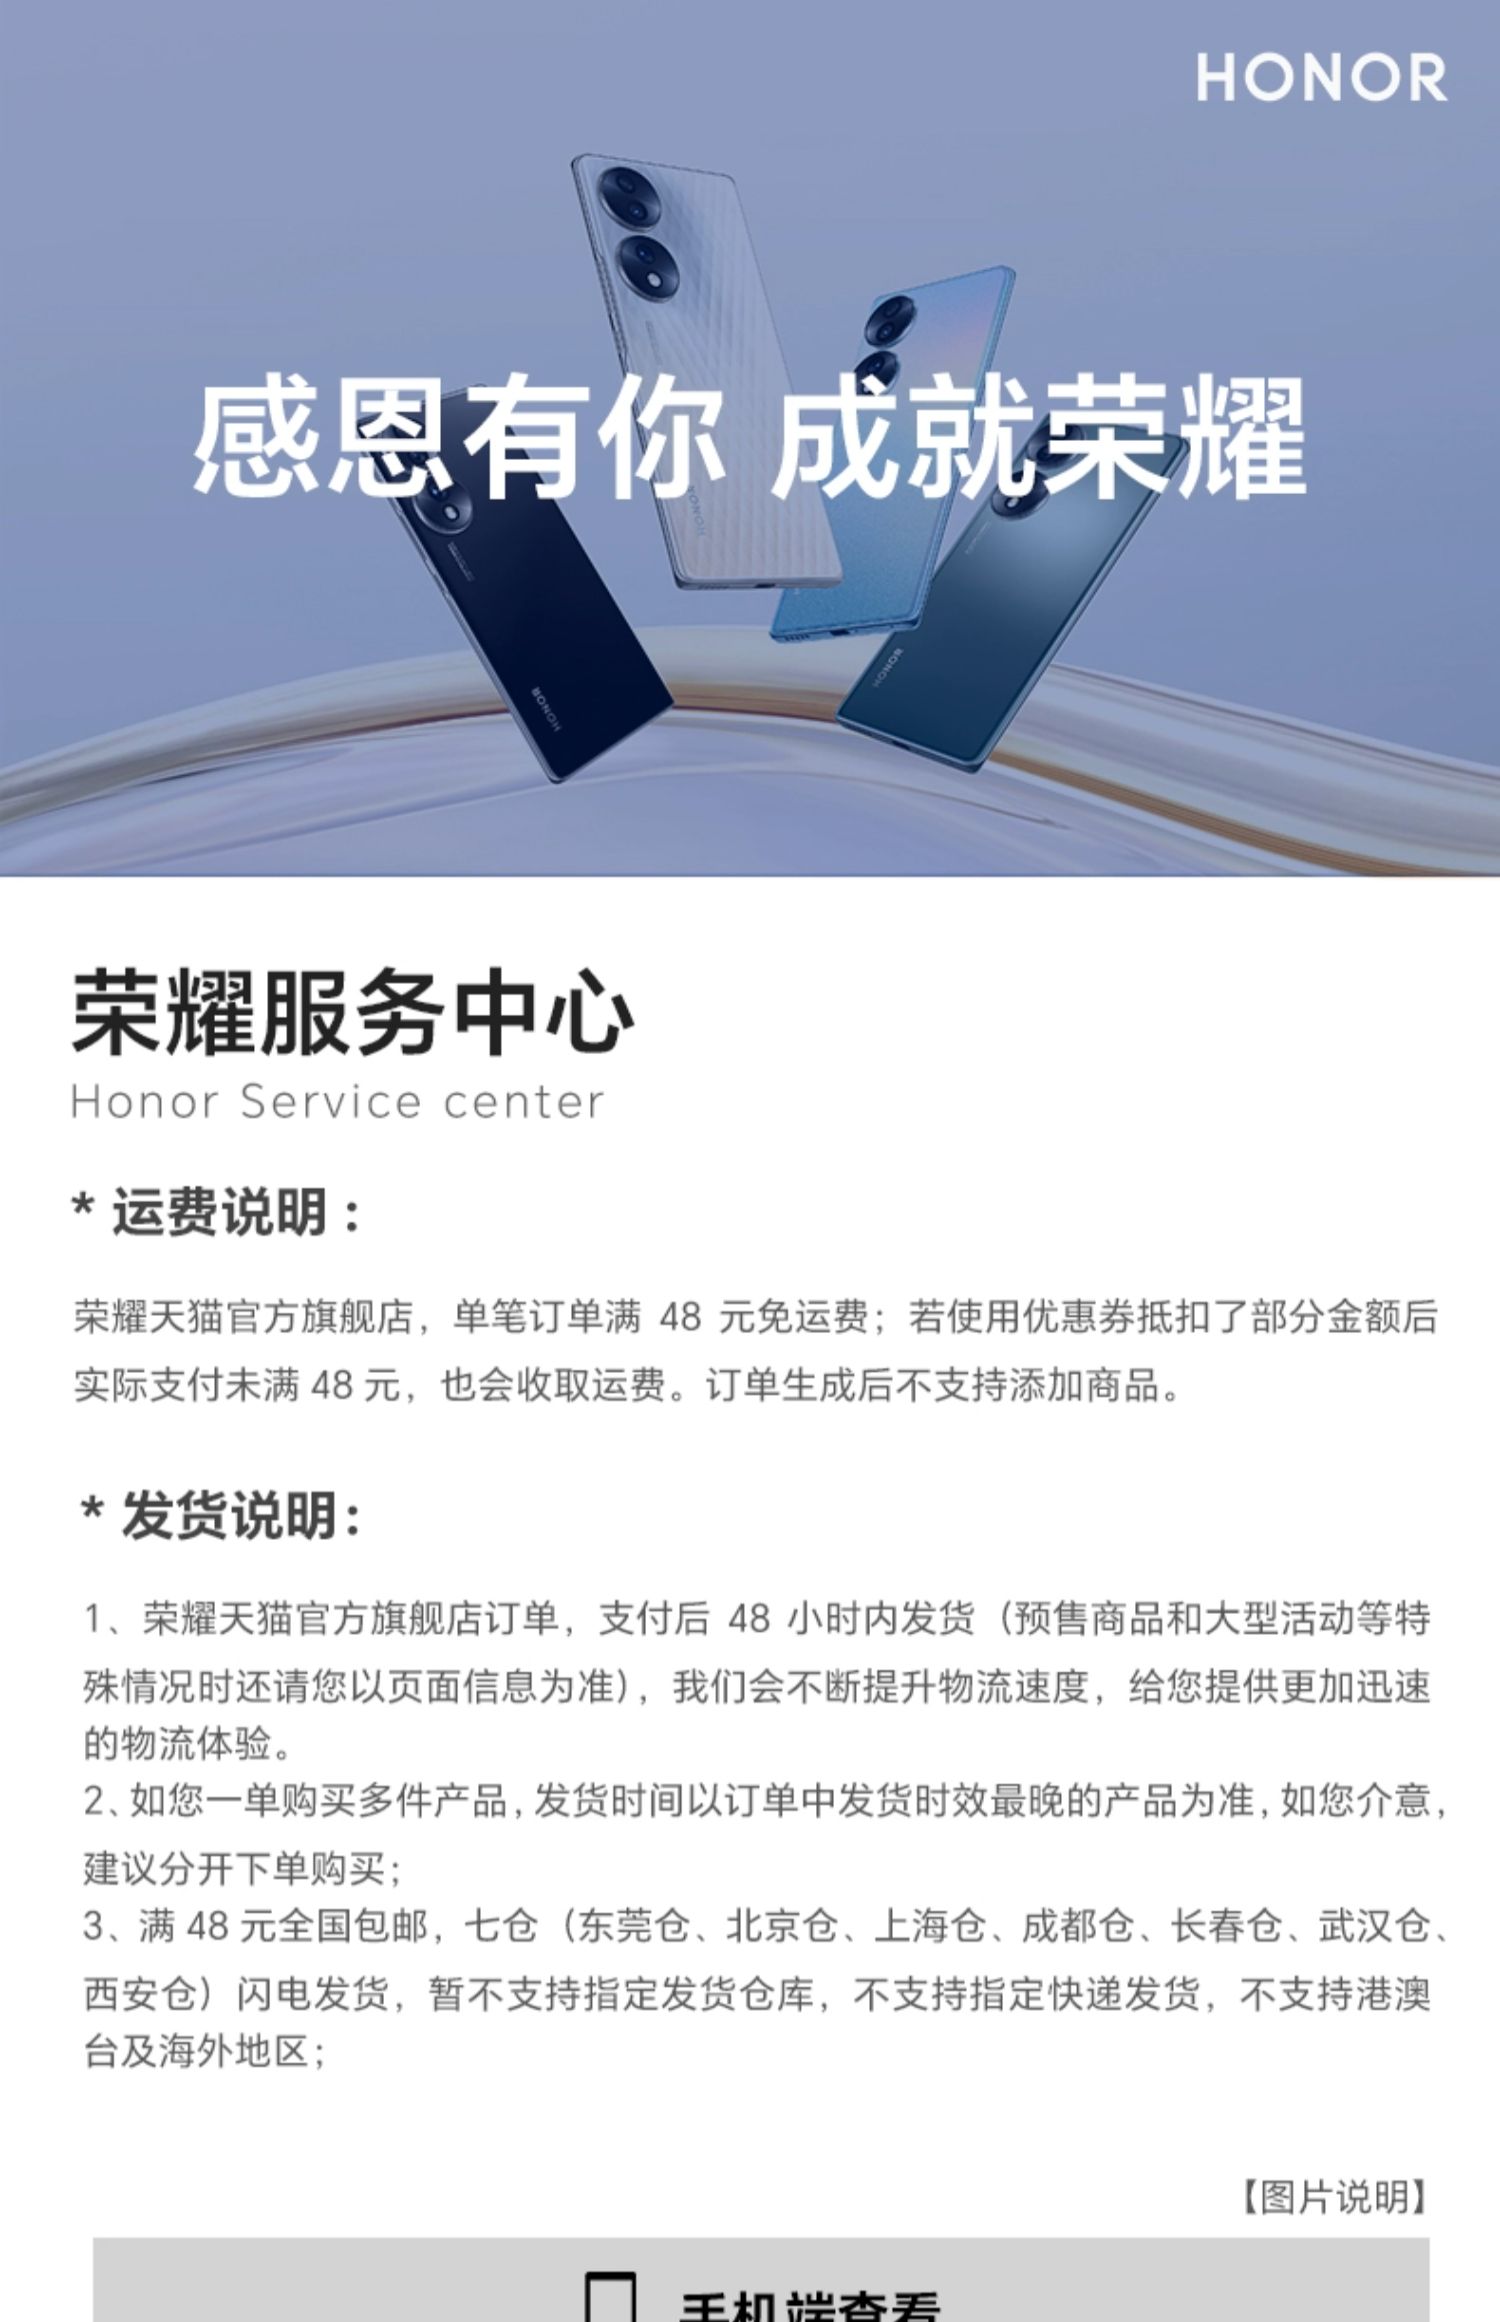 HONOR
感恩有你 成就荣耀
HONOR
HONOR
HONOR
荣耀服务中心
Honor Service center
* 运费说明：
荣耀天猫官方旗舰店，单笔订单满 48 元免运费；若使用优惠券抵扣了部分金额后
实际支付未满 48 元，也会收取运费。订单生成后不支持添加商品。
* 发货说明：
1、荣耀天猫官方旗舰店订单，支付后 48 小时内发货（预售商品和大型活动等特
殊情况时还请您以页面信息为准），我们会不断提升物流速度，给您提供更加迅速
的物流体验。
2、如您一单购买多件产品，发货时间以订单中发货时效最晚的产品为准，如您介意，
建议分开下单购买；
3、满 48 元全国包邮，七仓（东莞仓、北京仓、上海仓、成都仓、长春仓、武汉仓、
西安仓）闪电发货，暂不支持指定发货仓库，不支持指定快递发货，不支持港澳
台及海外地区；
【图片说明】
手机端查看